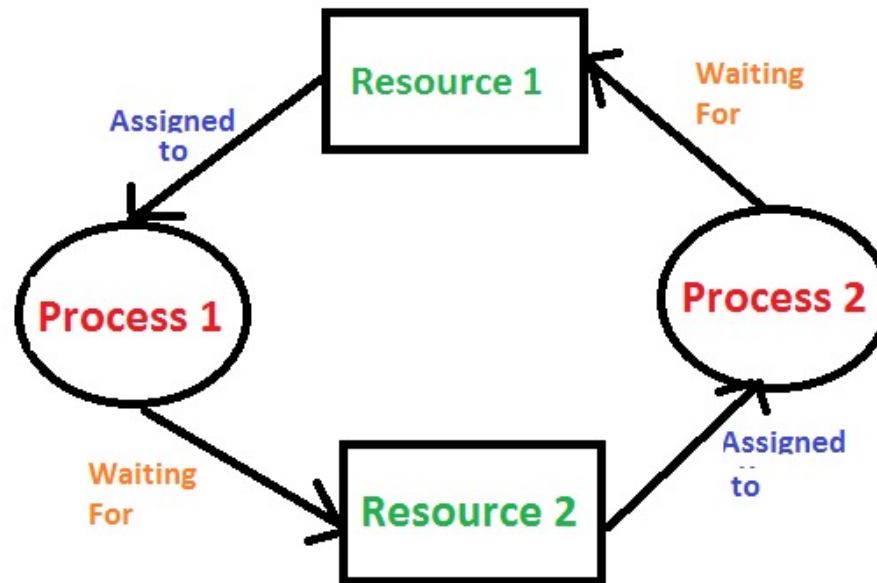 Resource 1
Waiting
For
Assigned
to
Process 1
Process 2
Waiting
For
Resource 2
Assigned
to